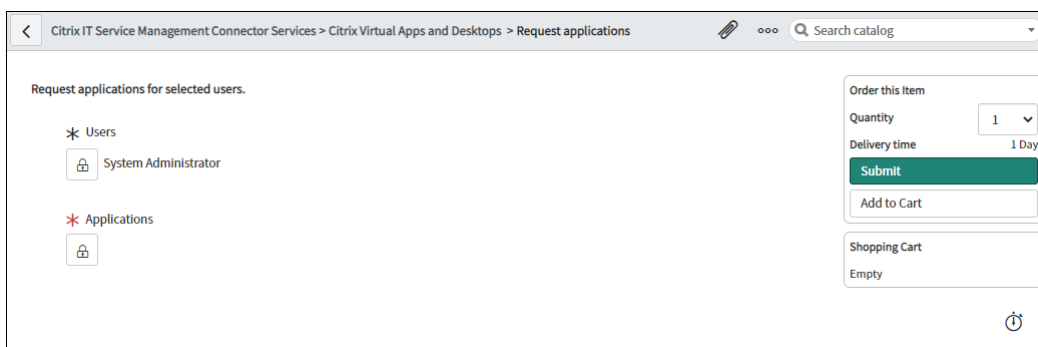 Citrix IT Service Management Connector Services > Citrix Virtual Apps and Desktops > Request applications
Search catalog
Request applications for selected users.
Users
System Administrator
Applications
Order this Item
Quantity 1
Delivery time 1 Day
Submit
Add to Cart
Shopping Cart
Empty